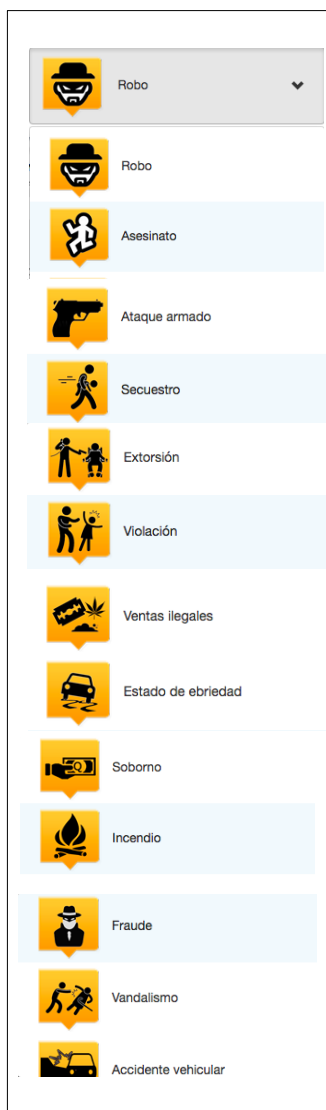 Robo
Robo
Asesinato
Ataque armado
Secuestro
Extorsión
Violación
Ventas ilegales
Estado de ebriedad
Q
Soborno
Incendio
Fraude
Vandalismo
Accidente vehicular